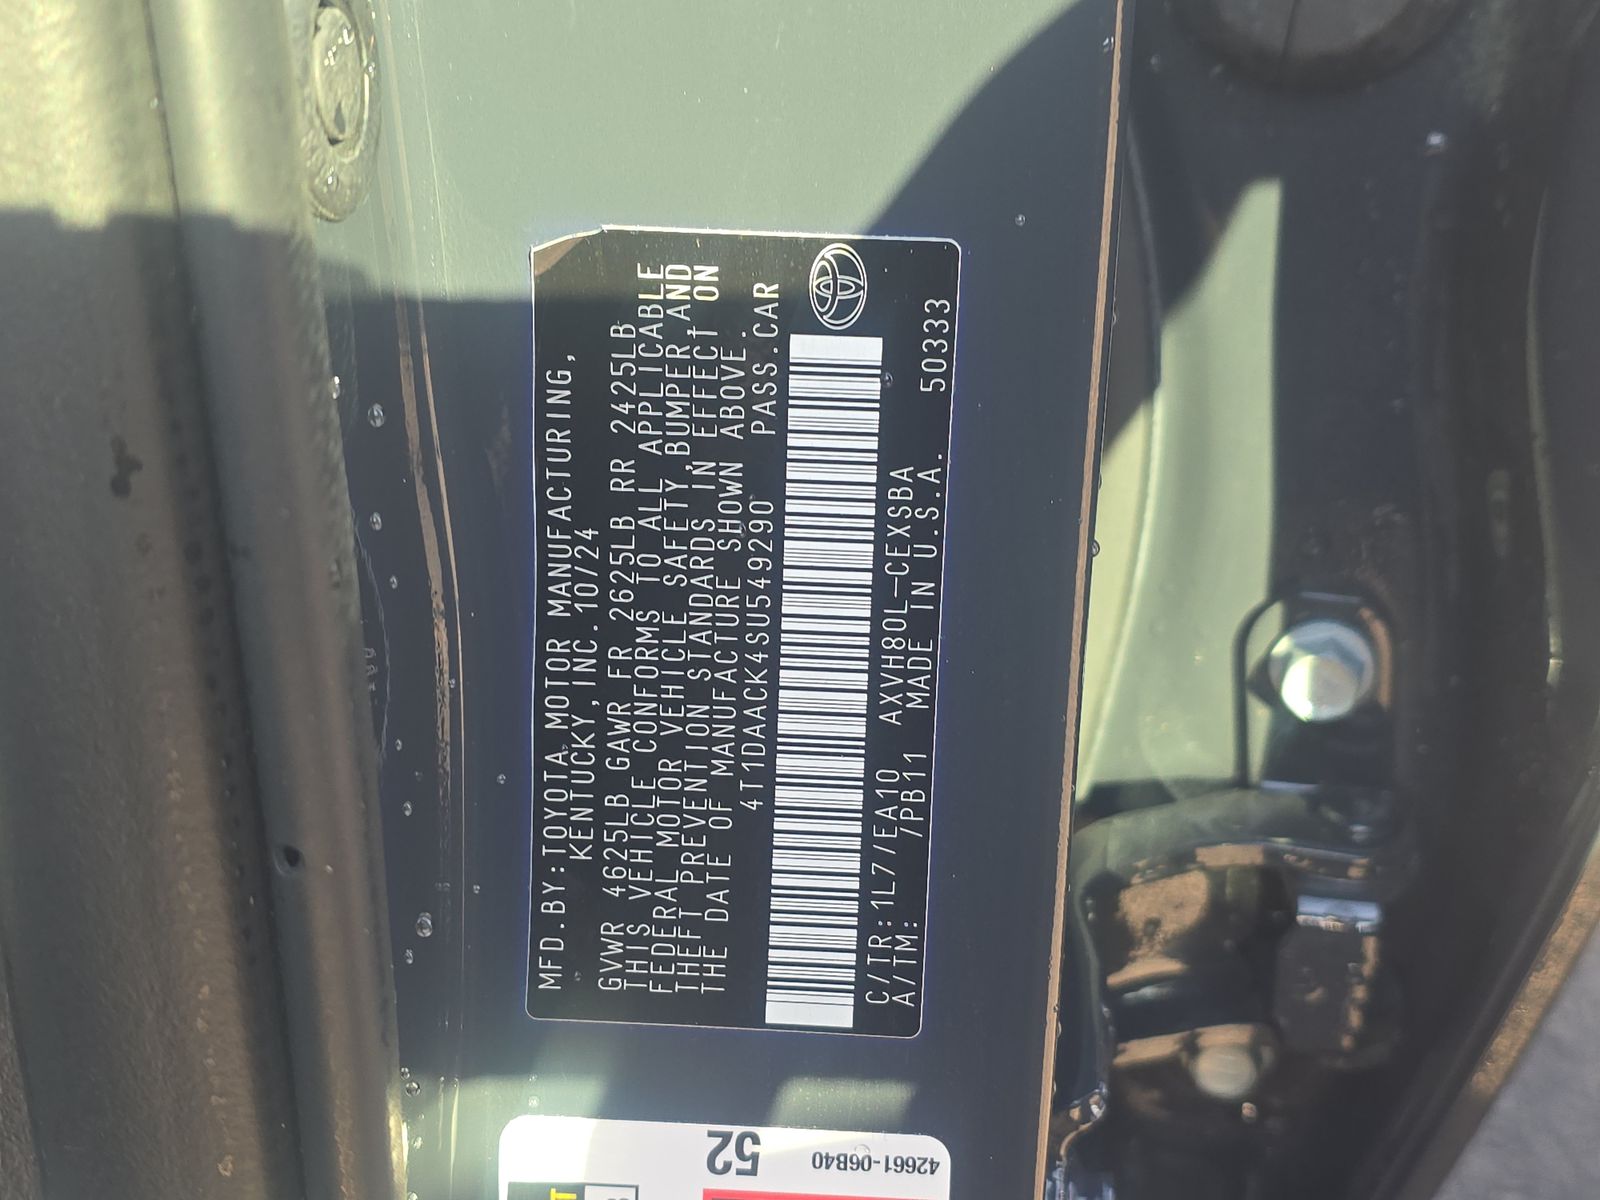 MFD.BY:TOYOTA MOTOR MANUFACTURING,
KENTUCKY,INC. 10/24
GVWR 4625LB GAWR FR 2625LB RR 2425LB
THIS VEHICLE CONFORMS TO ALL APPLICABLE
FEDERAL MOTOR VEHICLE SAFETY,BUMPER,AND
THEFT PREVENTION STANDARDS IN EFFECT ON
THE DATE OF MANUFACTURE SHOWN ABOVE.
4T1DAACK4SU549290 PASS.CAR
C/TR:1L7/EA10 AXVH80L-CEXSBA
A/TM: /PB11 MADE IN U.S.A. 50333
52
42661-06B40